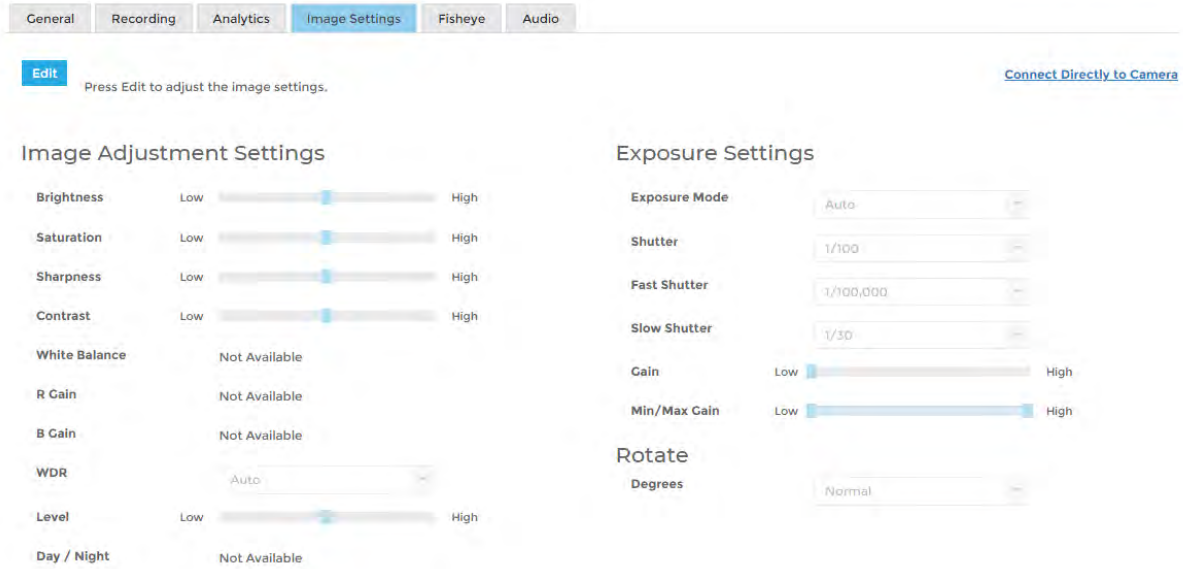 General Recording Analytics Image Settings Fisheye Audio
Edit Press Edit to adjust the image settings.
Connect Directly to Camera
Image Adjustment Settings
Brightness Low High
Saturation Low High
Sharpness Low High
Contrast Low High
White Balance Not Available
R Gain Not Available
B Gain Not Available
WDR Auto
Level Low High
Day / Night Not Available
Exposure Settings
Exposure Mode Auto
Shutter 1/100
Fast Shutter 1/100,000
Slow Shutter 1/30
Gain Low High
Min/Max Gain Low High
Rotate
Degrees Normal